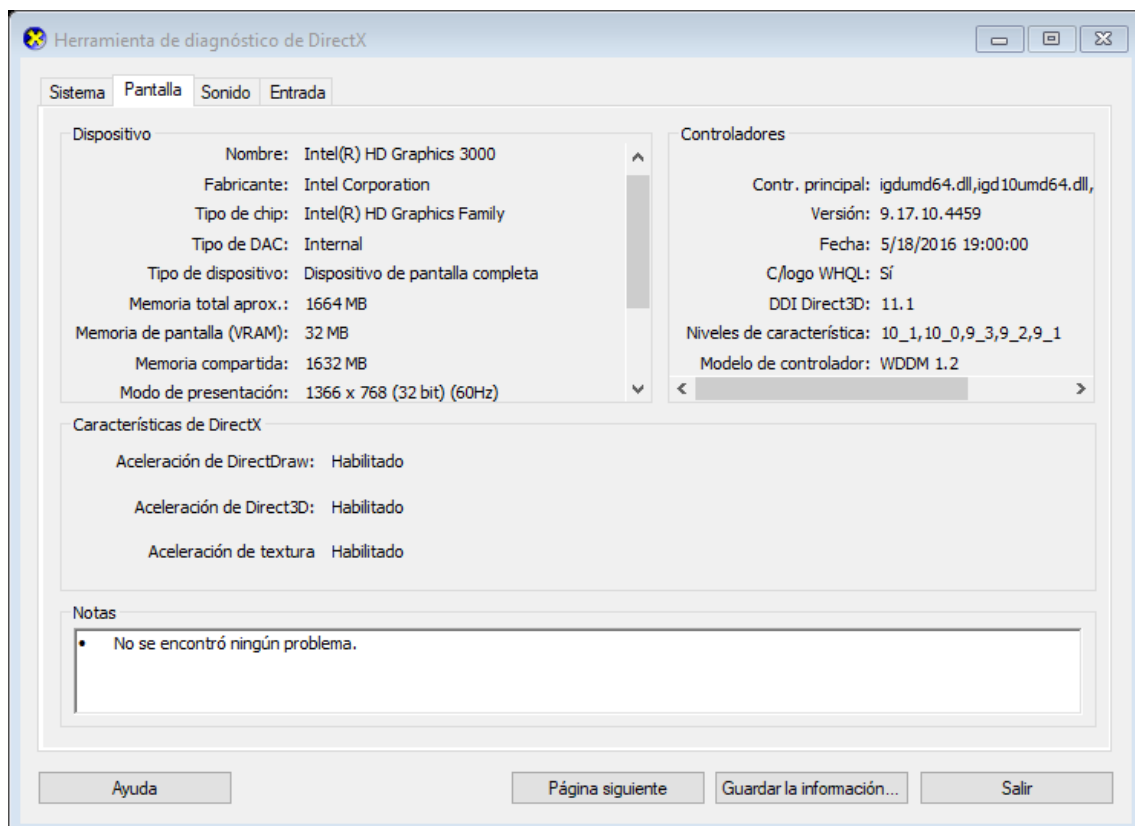 Herramienta de diagnóstico de DirectX
Sistema Pantalla Sonido Entrada
Dispositivo
Nombre: Intel(R) HD Graphics 3000
Fabricante: Intel Corporation
Tipo de chip: Intel(R) HD Graphics Family
Tipo de DAC: Internal
Tipo de dispositivo: Dispositivo de pantalla completa
Memoria total aprox.: 1664 MB
Memoria de pantalla (VRAM): 32 MB
Memoria compartida: 1632 MB
Modo de presentación: 1366 x 768 (32 bit) (60Hz)
Controladores
Contr. principal: igdumd64.dll,igd10umd64.dll,
Versión: 9.17.10.4459
Fecha: 5/18/2016 19:00:00
C/logo WHQL: Sí
DDI Direct3D: 11.1
Niveles de característica: 10_1,10_0,9_3,9_2,9_1
Modelo de controlador: WDDM 1.2
Características de DirectX
Aceleración de DirectDraw: Habilitado
Aceleración de Direct3D: Habilitado
Aceleración de textura Habilitado
Notas
• No se encontró ningún problema.
Ayuda Página siguiente Guardar la información... Salir